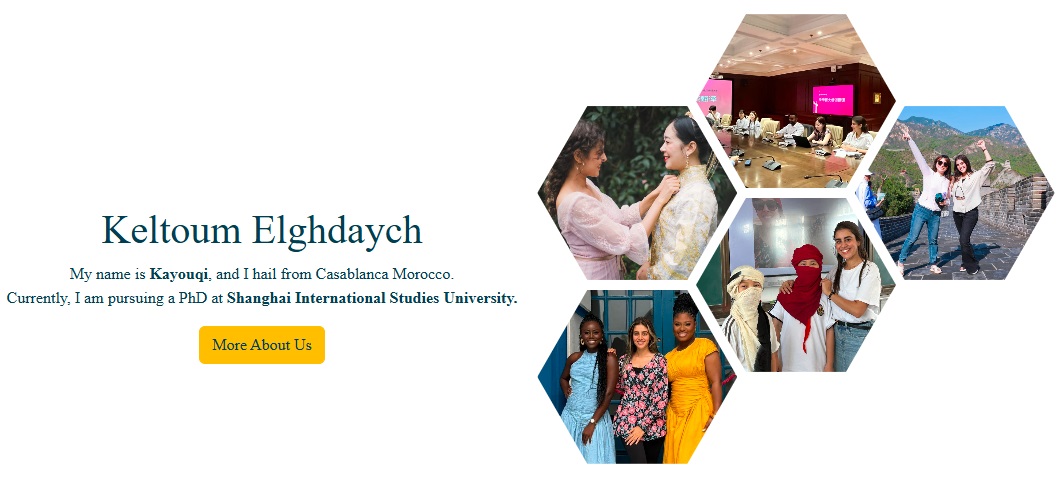 Keltoum Elghdaych
My name is Kayouqi, and I hail from Casablanca Morocco.
Currently, I am pursuing a PhD at Shanghai International Studies University.
More About Us